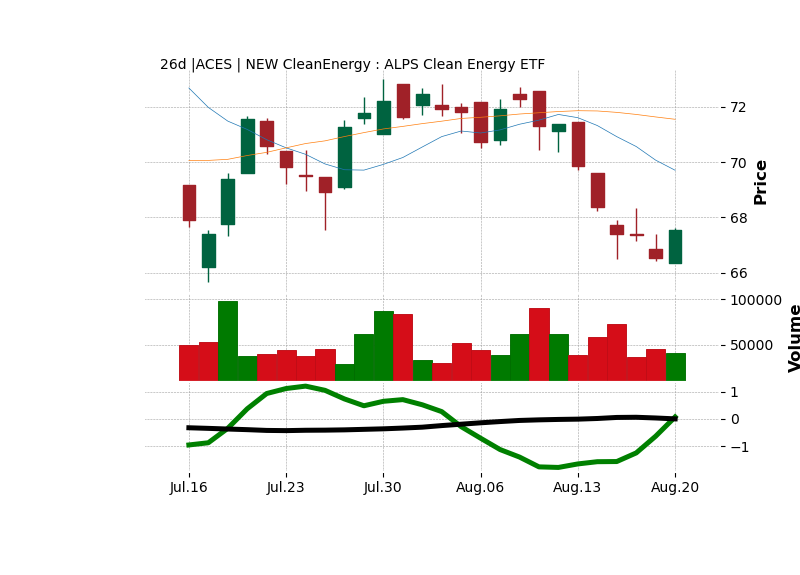 26d |ACES | NEW CleanEnergy : ALPS Clean Energy ETF
72
70
68
66
Price
100000
50000
Volume
1
0
−1
Jul.16 Jul.23 Jul.30 Aug.06 Aug.13 Aug.20